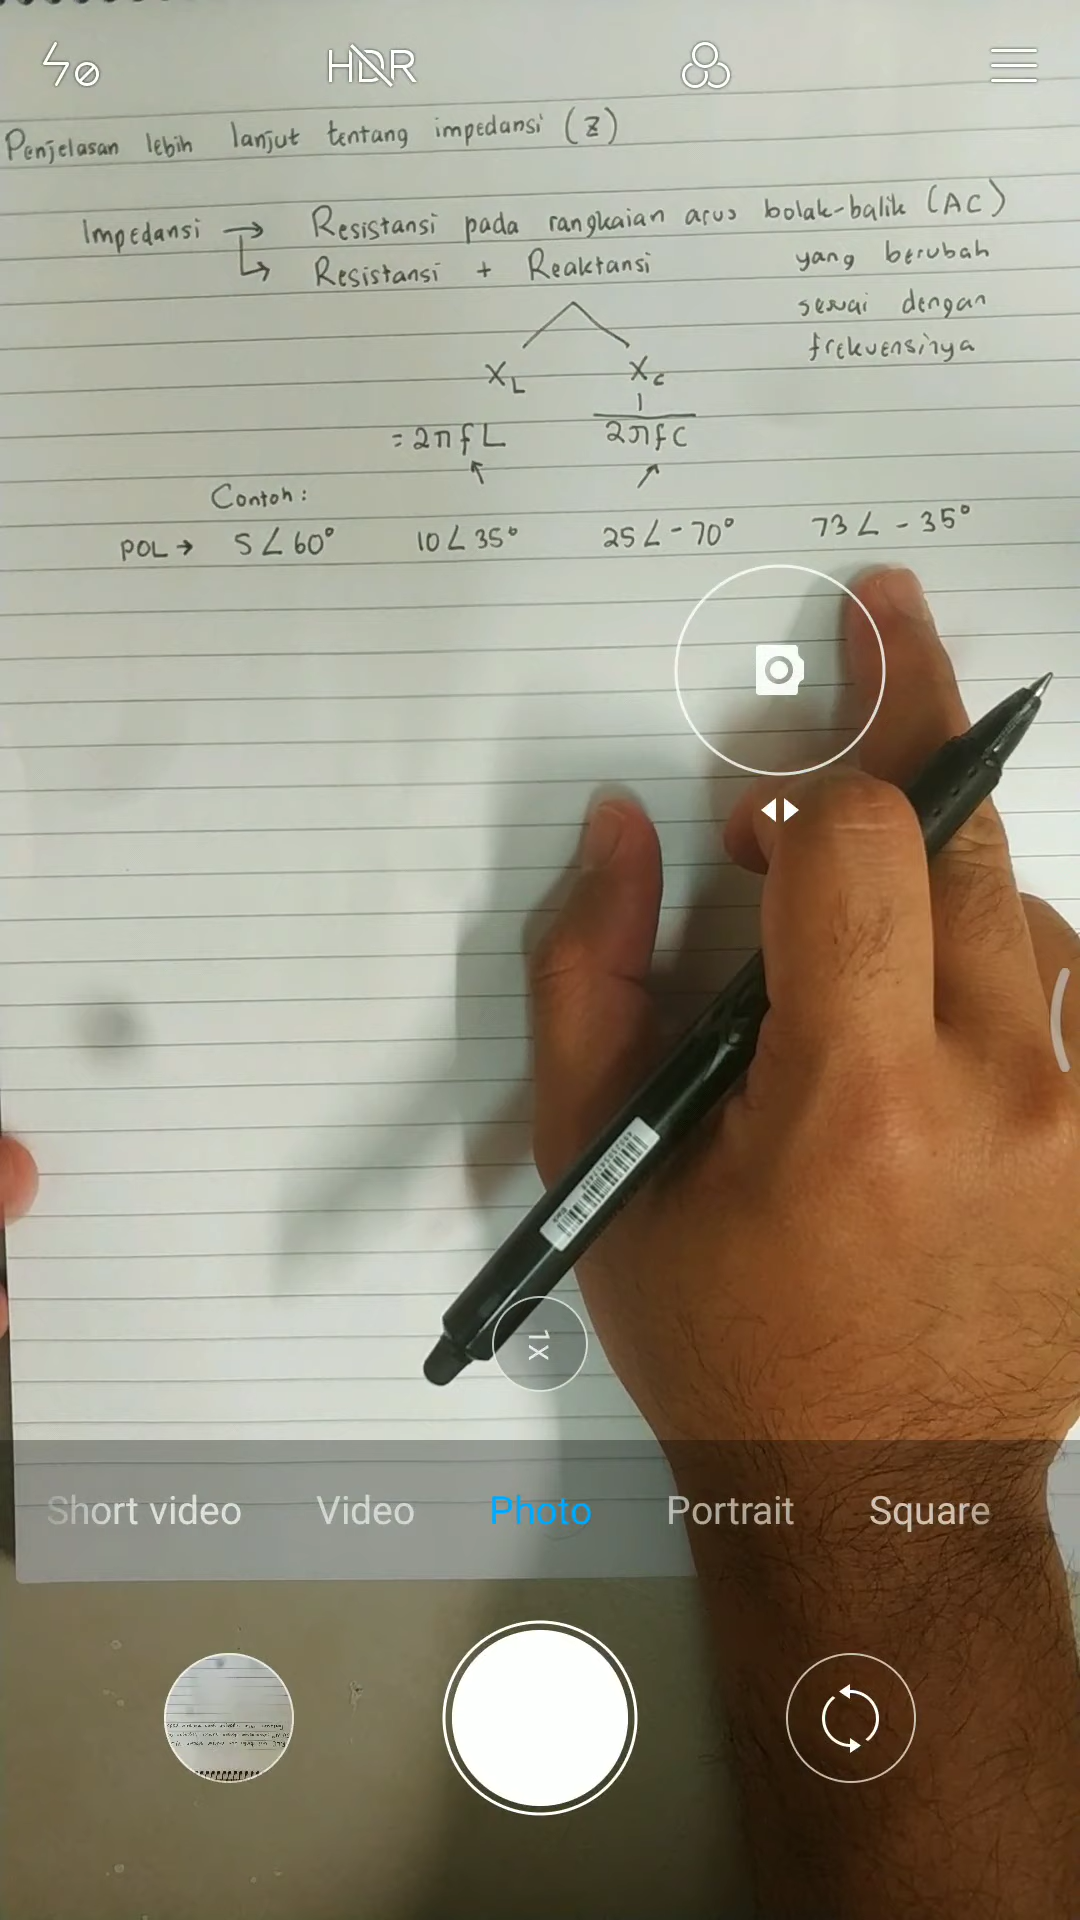 HDR
Penjelasan lebih lanjut tentang impedansi (Z)
Impedansi → Resistansi pada rangkaian arus bolak-balik (AC)
↳ Resistansi + Reaktansi yang berubah
sesuai dengan
frekuensinya
X_L X_C
= 2πfL 1/2πfC
Contoh:
POL → 5∠60° 10∠35° 25∠-70° 73∠-35°
1X
Short video Video Photo Portrait Square